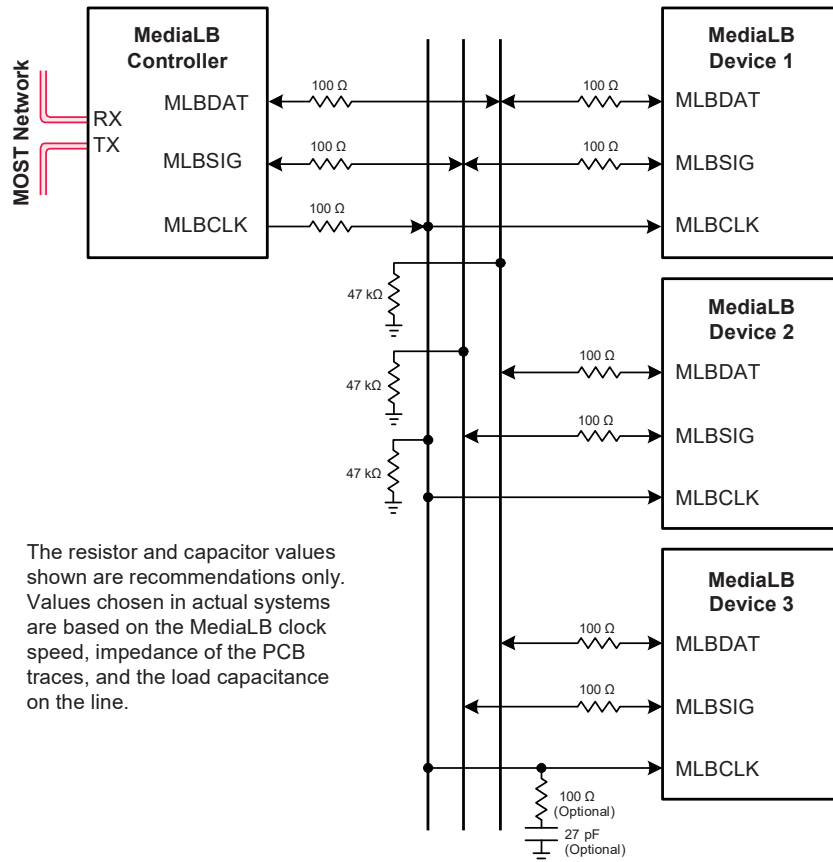 MediaLB
Controller
MOST Network
RX
TX
MLBDAT
MLBSIG
MLBCLK
100 Ω
100 Ω
100 Ω
MediaLB
Device 1
100 Ω
MLBDAT
100 Ω
MLBSIG
MLBCLK
47 kΩ
47 kΩ
47 kΩ
MediaLB
Device 2
100 Ω
MLBDAT
100 Ω
MLBSIG
MLBCLK
The resistor and capacitor values
shown are recommendations only.
Values chosen in actual systems
are based on the MediaLB clock
speed, impedance of the PCB
traces, and the load capacitance
on the line.
MediaLB
Device 3
100 Ω
MLBDAT
100 Ω
MLBSIG
MLBCLK
100 Ω
(Optional)
27 pF
(Optional)